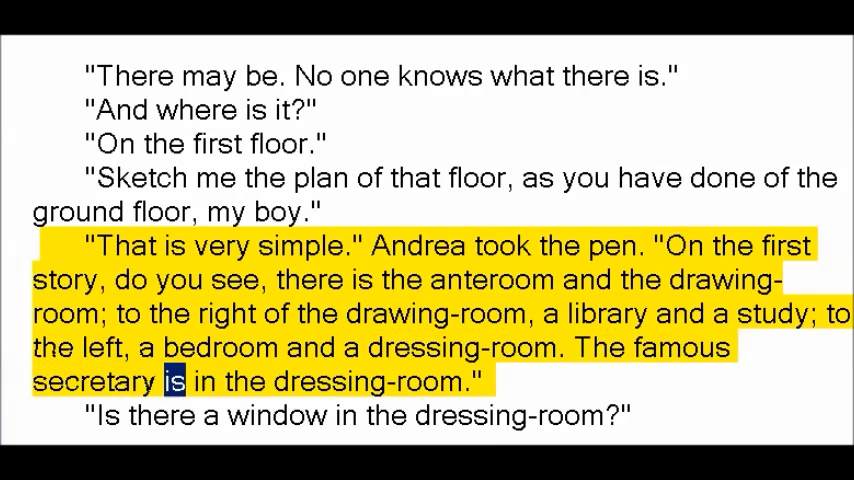 "There may be. No one knows what there is."
"And where is it?"
"On the first floor."
"Sketch me the plan of that floor, as you have done of the
ground floor, my boy."
"That is very simple." Andrea took the pen. "On the first
story, do you see, there is the anteroom and the drawing-
room; to the right of the drawing-room, a library and a study; to
the left, a bedroom and a dressing-room. The famous
secretary is in the dressing-room."
"Is there a window in the dressing-room?"